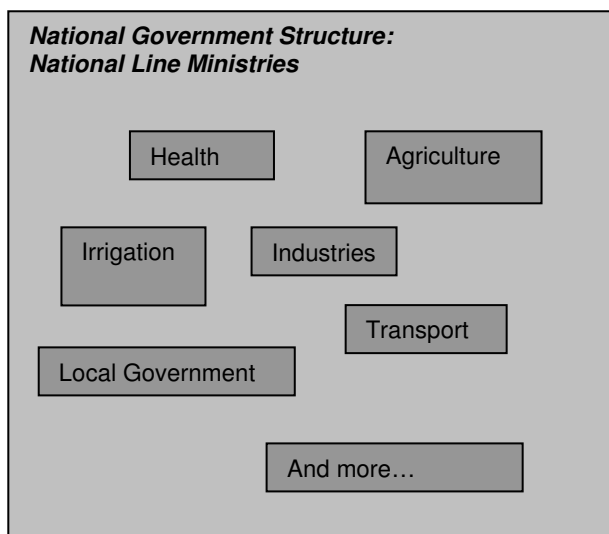 National Government Structure:
National Line Ministries
Health
Agriculture
Irrigation
Industries
Transport
Local Government
And more…